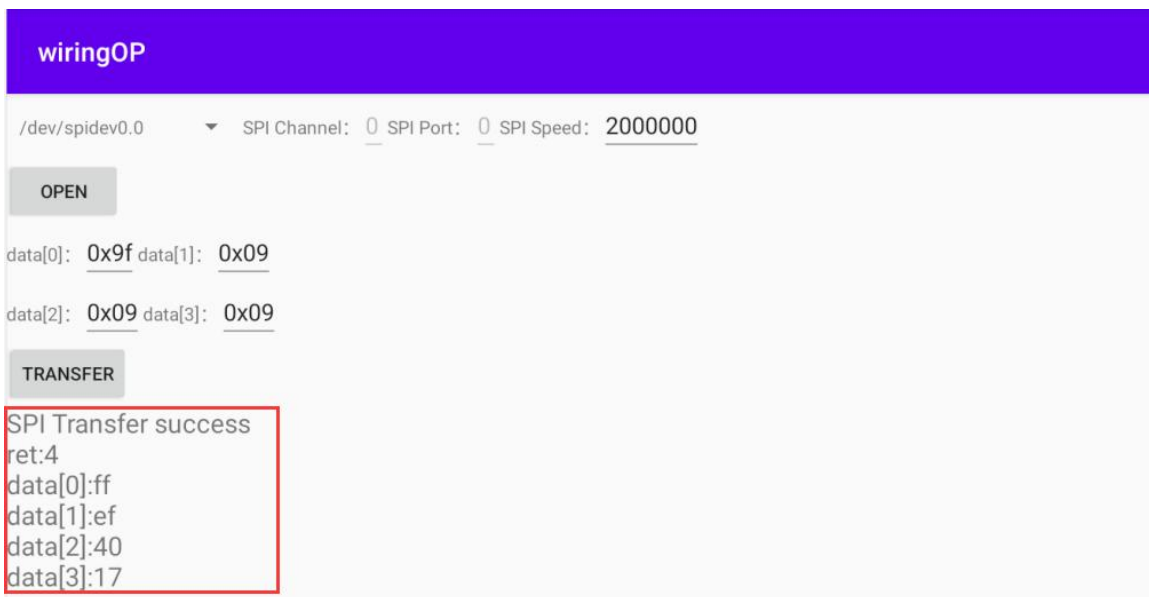 wiringOP
/dev/spidev0.0 SPI Channel: 0 SPI Port: 0 SPI Speed: 2000000
OPEN
data[0]: 0x9f data[1]: 0x09
data[2]: 0x09 data[3]: 0x09
TRANSFER
SPI Transfer success
ret:4
data[0]:ff
data[1]:ef
data[2]:40
data[3]:17